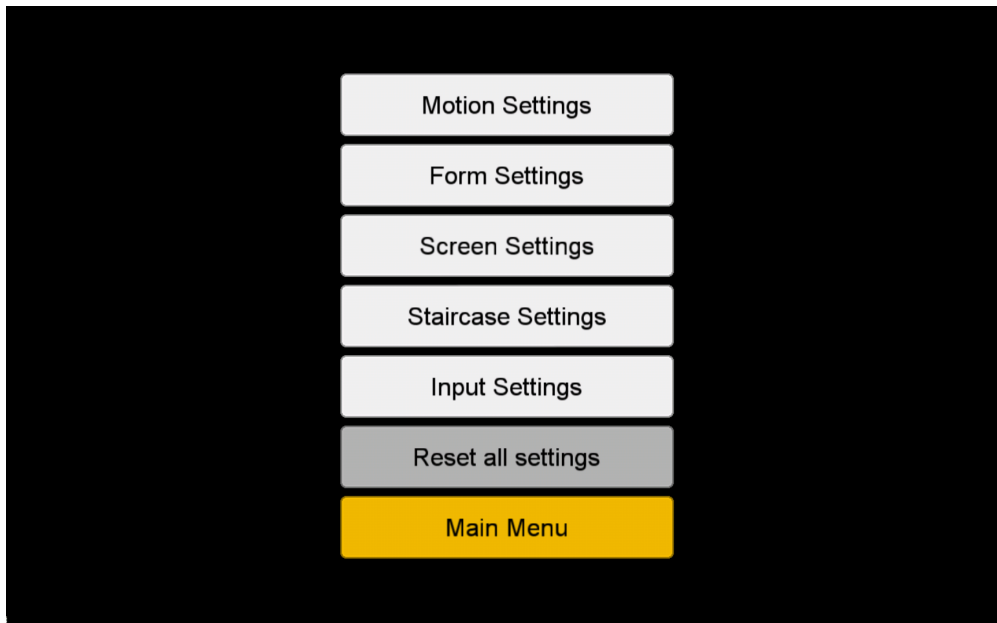 Motion Settings
Form Settings
Screen Settings
Staircase Settings
Input Settings
Reset all settings
Main Menu